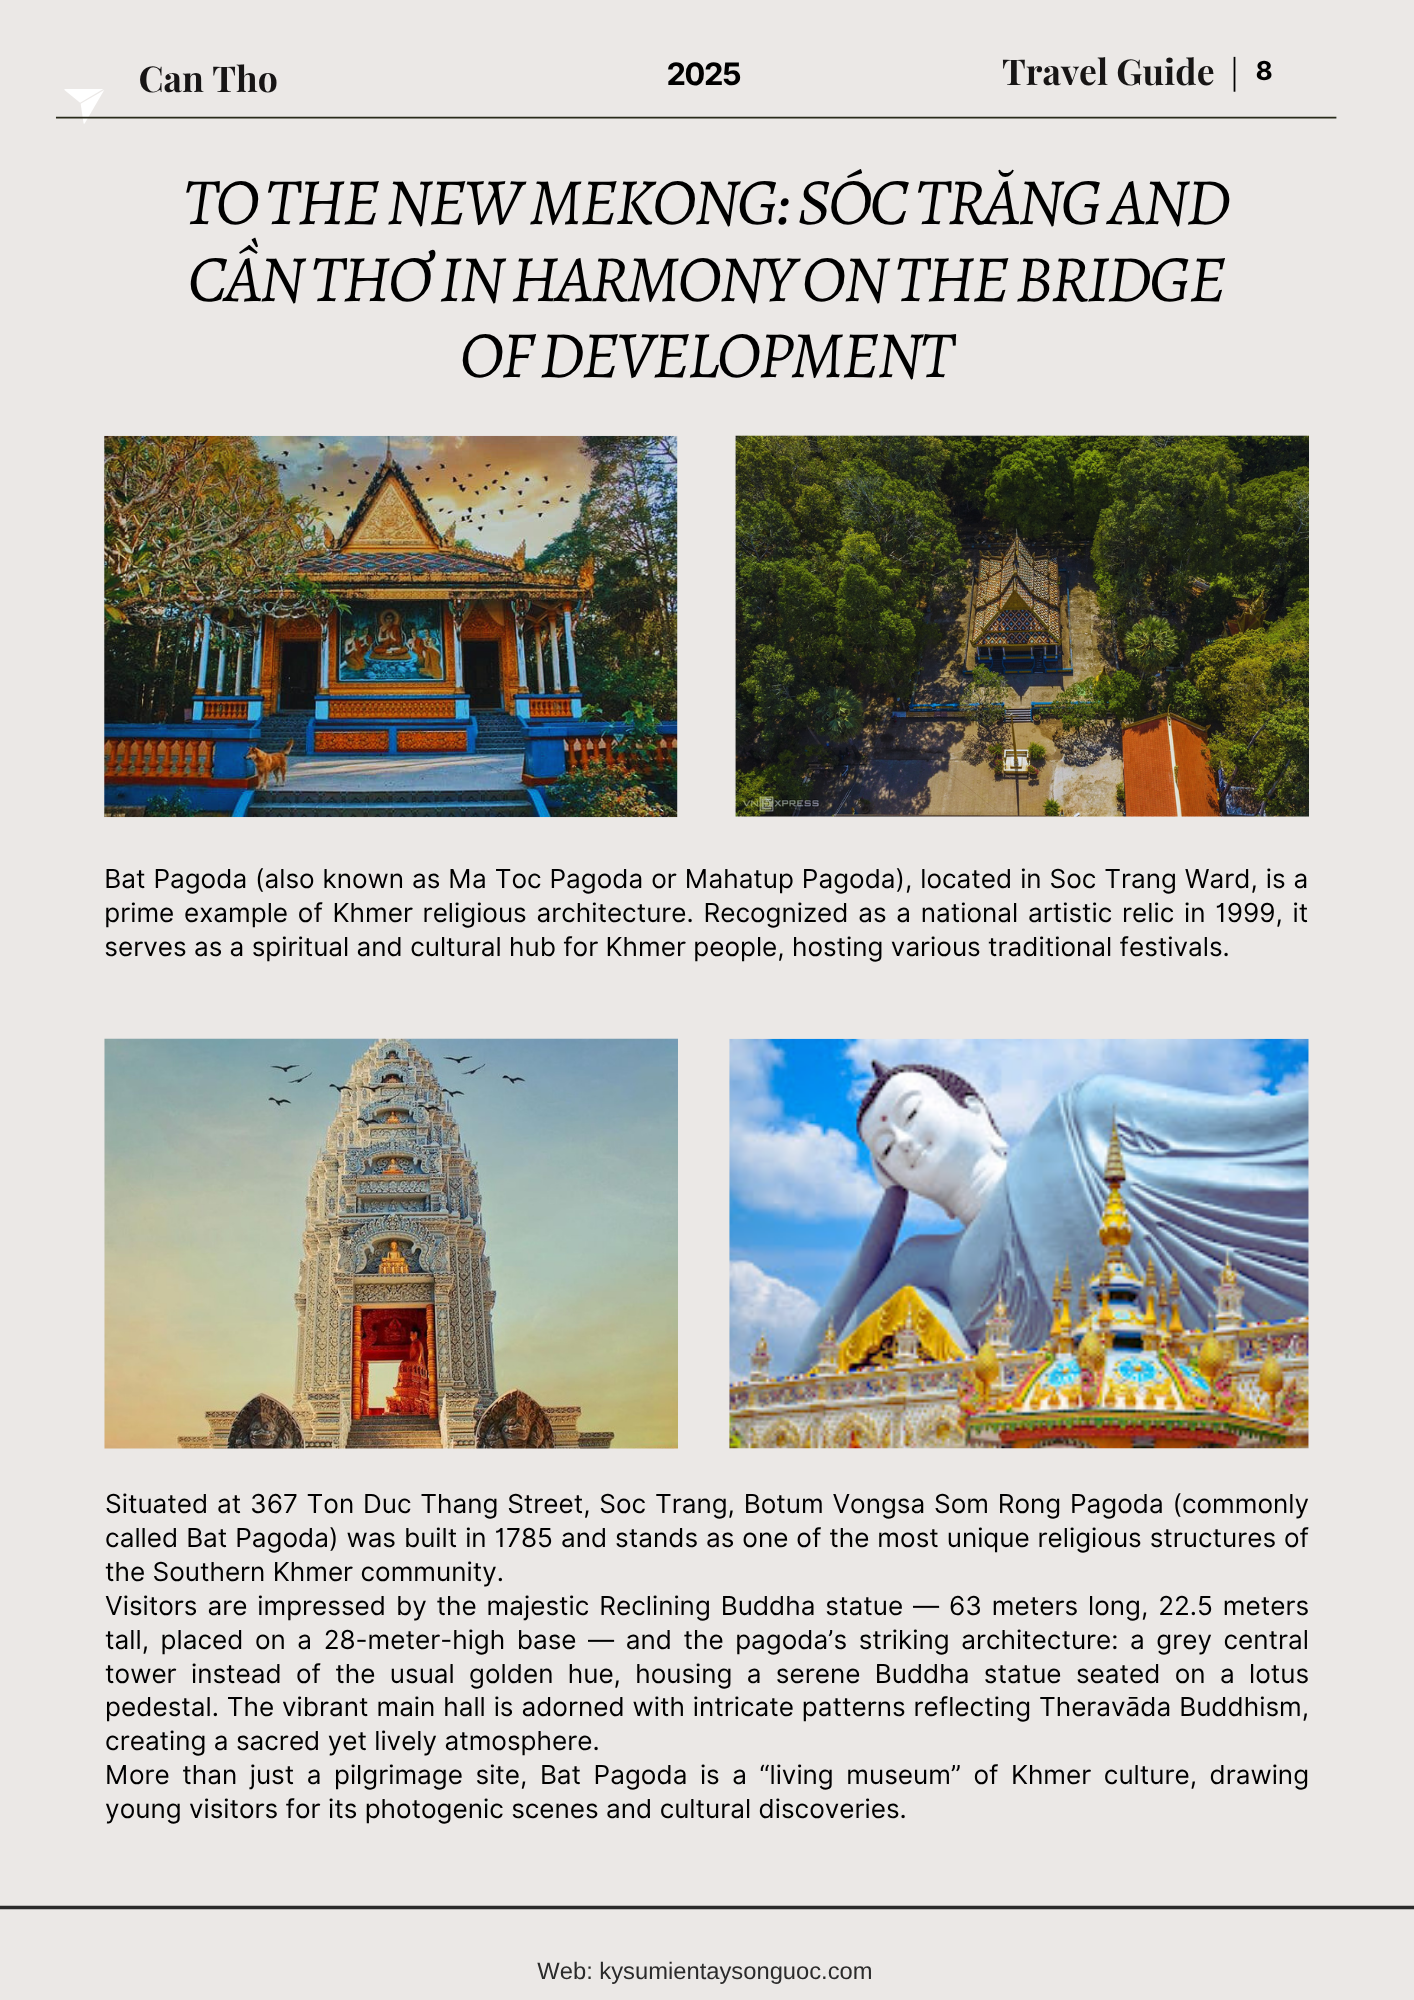 Can Tho
2025
Travel Guide | 8
TO THE NEW MEKONG: SÓC TRĂNG AND
CẦN THƠ IN HARMONY ON THE BRIDGE
OF DEVELOPMENT
VNEXPRESS
Bat Pagoda (also known as Ma Toc Pagoda or Mahatup Pagoda), located in Soc Trang Ward, is a
prime example of Khmer religious architecture. Recognized as a national artistic relic in 1999, it
serves as a spiritual and cultural hub for Khmer people, hosting various traditional festivals.
Situated at 367 Ton Duc Thang Street, Soc Trang, Botum Vongsa Som Rong Pagoda (commonly
called Bat Pagoda) was built in 1785 and stands as one of the most unique religious structures of
the Southern Khmer community.
Visitors are impressed by the majestic Reclining Buddha statue — 63 meters long, 22.5 meters
tall, placed on a 28-meter-high base — and the pagoda’s striking architecture: a grey central
tower instead of the usual golden hue, housing a serene Buddha statue seated on a lotus
pedestal. The vibrant main hall is adorned with intricate patterns reflecting Theravāda Buddhism,
creating a sacred yet lively atmosphere.
More than just a pilgrimage site, Bat Pagoda is a “living museum” of Khmer culture, drawing
young visitors for its photogenic scenes and cultural discoveries.
Web: kysumientaysonguoc.com